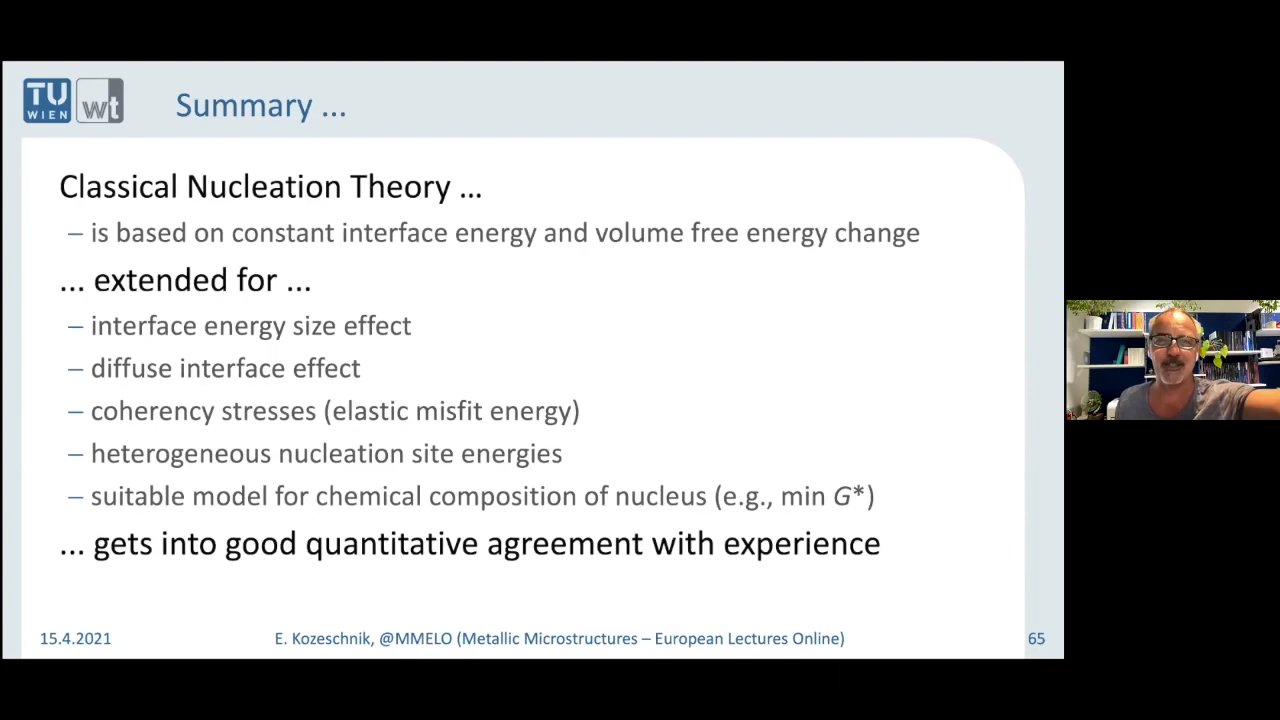 TU
WIEN
wt
Summary ...
Classical Nucleation Theory ...
– is based on constant interface energy and volume free energy change
... extended for ...
– interface energy size effect
– diffuse interface effect
– coherency stresses (elastic misfit energy)
– heterogeneous nucleation site energies
– suitable model for chemical composition of nucleus (e.g., min G*)
... gets into good quantitative agreement with experience
15.4.2021
E. Kozeschnik, @MMELO (Metallic Microstructures – European Lectures Online)
65